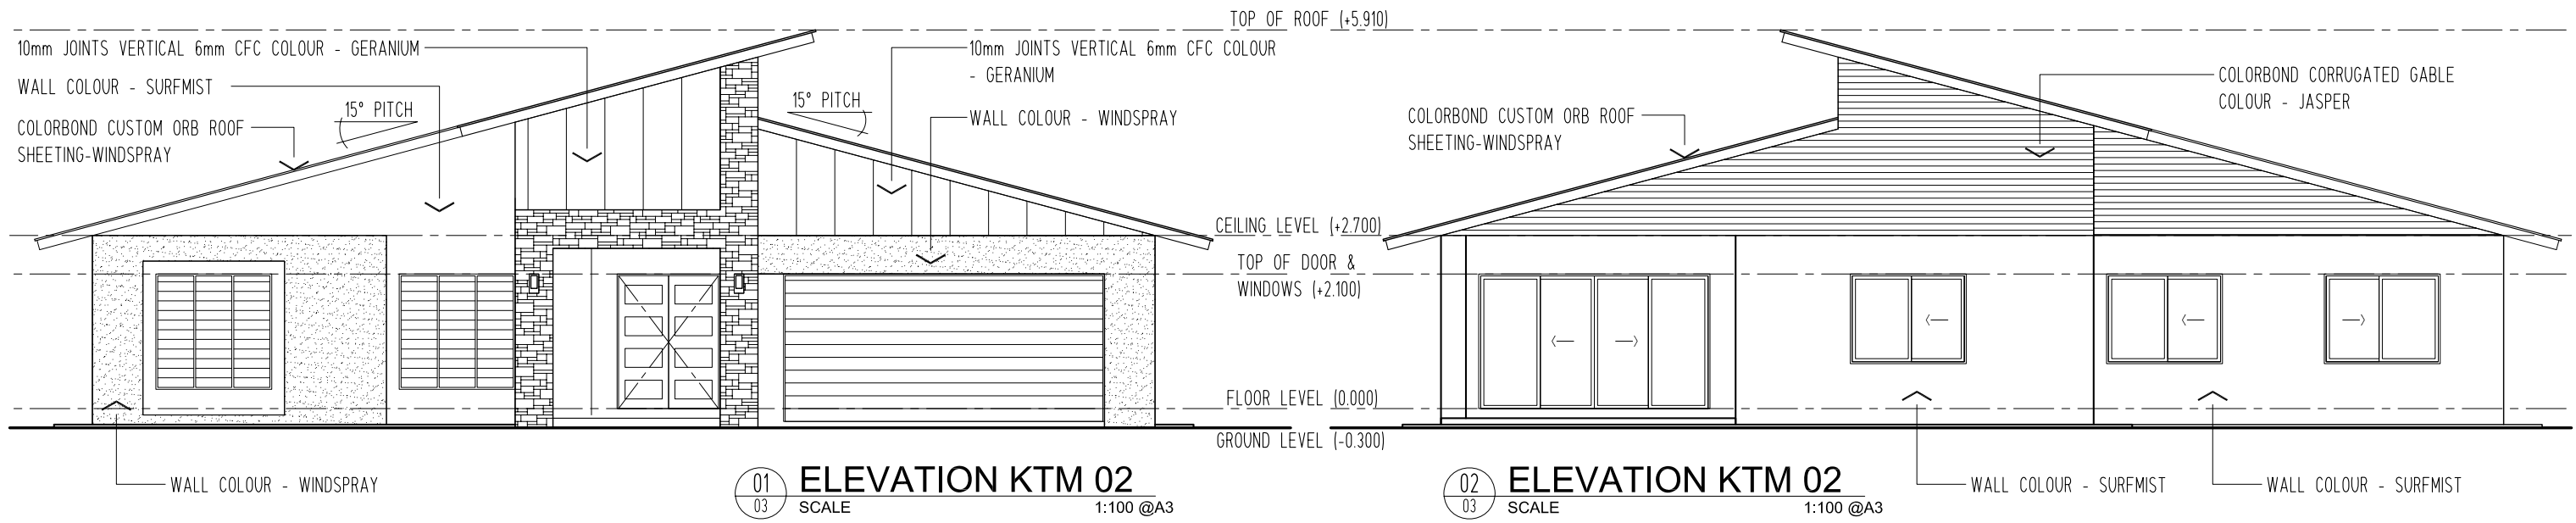 TOP OF ROOF (+5.910)
10mm JOINTS VERTICAL 6mm CFC COLOUR - GERANIUM
WALL COLOUR - SURFMIST
15° PITCH
COLORBOND CUSTOM ORB ROOF
SHEETING-WINDSPRAY
10mm JOINTS VERTICAL 6mm CFC COLOUR
- GERANIUM
15° PITCH
WALL COLOUR - WINDSPRAY
COLORBOND CUSTOM ORB ROOF
SHEETING-WINDSPRAY
COLORBOND CORRUGATED GABLE
COLOUR - JASPER
CEILING LEVEL (+2.700)
TOP OF DOOR &
WINDOWS (+2.100)
FLOOR LEVEL (0.000)
GROUND LEVEL (-0.300)
WALL COLOUR - WINDSPRAY
01
03
ELEVATION KTM 02
SCALE
1:100 @A3
02
03
ELEVATION KTM 02
SCALE
1:100 @A3
WALL COLOUR - SURFMIST
WALL COLOUR - SURFMIST